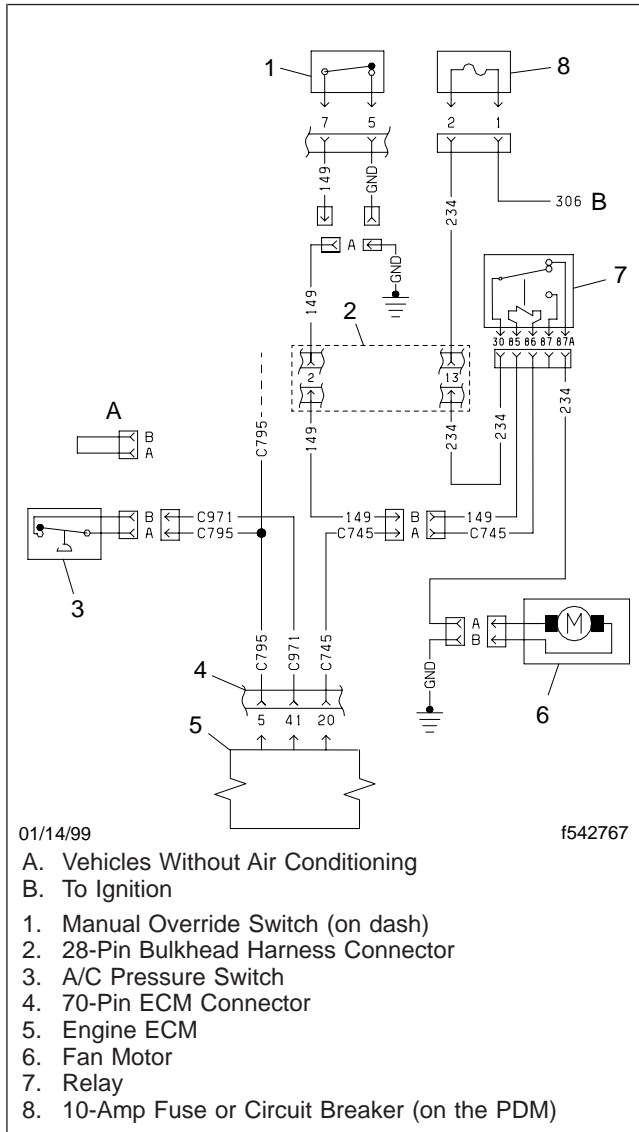 1
8
7 5
2 1
149
GND
234
306 B
A
GND
149
7
2
30 85 86 87 87A
2
13
C795
149
234
234
234
A
B
A
B C971
A C795
149 B 149
C745 A C745
3
C795
C971
C745
A
B
M
GND
4
5 41 20
5
6
01/14/99
f542767
A. Vehicles Without Air Conditioning
B. To Ignition
1. Manual Override Switch (on dash)
2. 28-Pin Bulkhead Harness Connector
3. A/C Pressure Switch
4. 70-Pin ECM Connector
5. Engine ECM
6. Fan Motor
7. Relay
8. 10-Amp Fuse or Circuit Breaker (on the PDM)